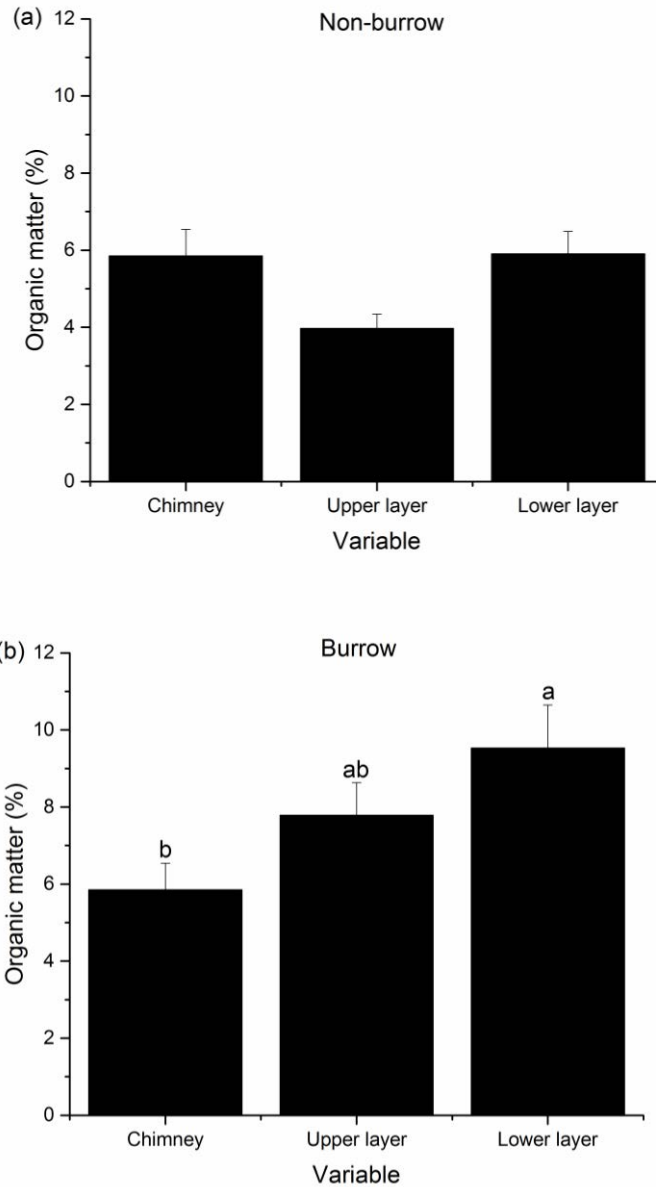 (a)
Non-burrow
12
10
8
6
4
2
0
Organic matter (%)
Chimney Upper layer Lower layer
Variable
(b)
Burrow
12
10
8
6
4
2
0
Organic matter (%)
b
ab
a
Chimney Upper layer Lower layer
Variable